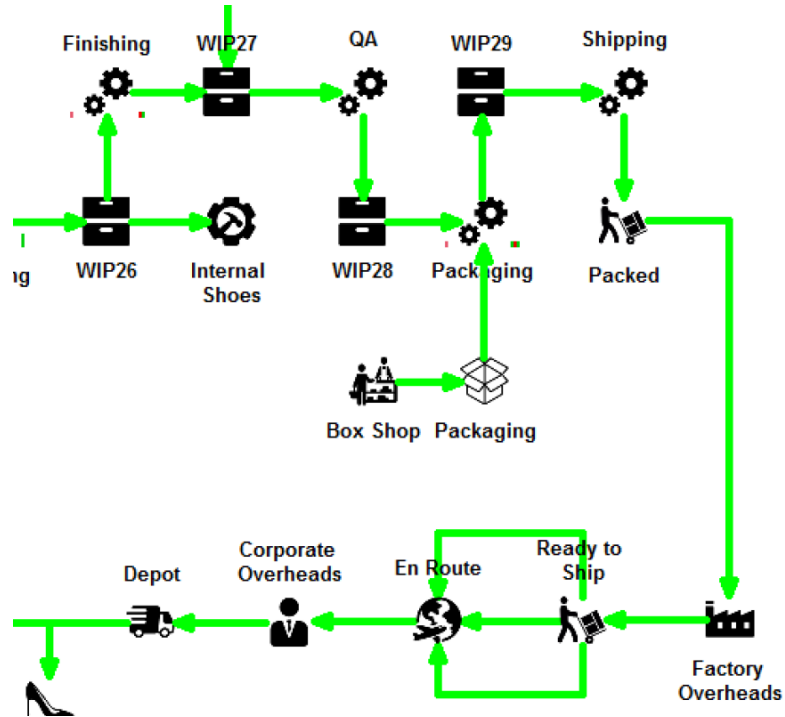 Finishing
WIP27
QA
WIP29
Shipping
ng
WIP26
Internal
Shoes
WIP28
Packaging
Packed
Box Shop
Packaging
Depot
Corporate
Overheads
En Route
Ready to
Ship
Factory
Overheads